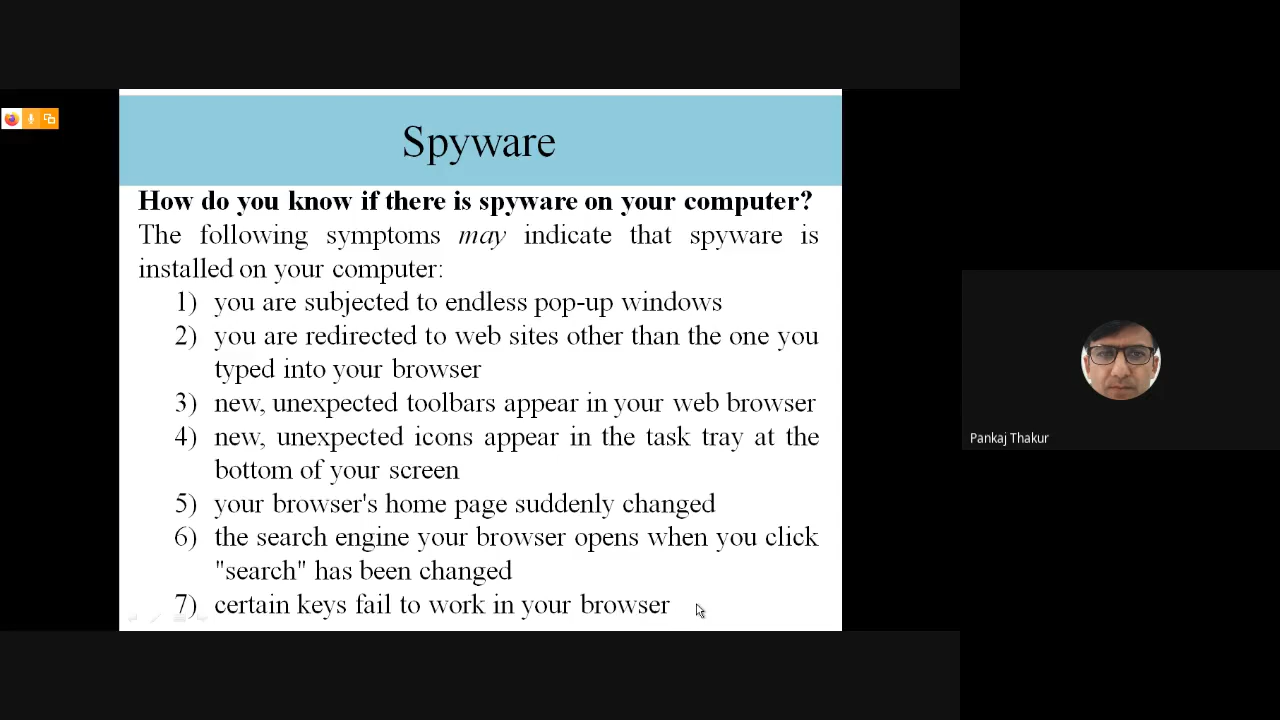 Spyware
How do you know if there is spyware on your computer?
The following symptoms may indicate that spyware is
installed on your computer:
1) you are subjected to endless pop-up windows
2) you are redirected to web sites other than the one you
typed into your browser
3) new, unexpected toolbars appear in your web browser
4) new, unexpected icons appear in the task tray at the
bottom of your screen
5) your browser's home page suddenly changed
6) the search engine your browser opens when you click
"search" has been changed
7) certain keys fail to work in your browser
Pankaj Thakur